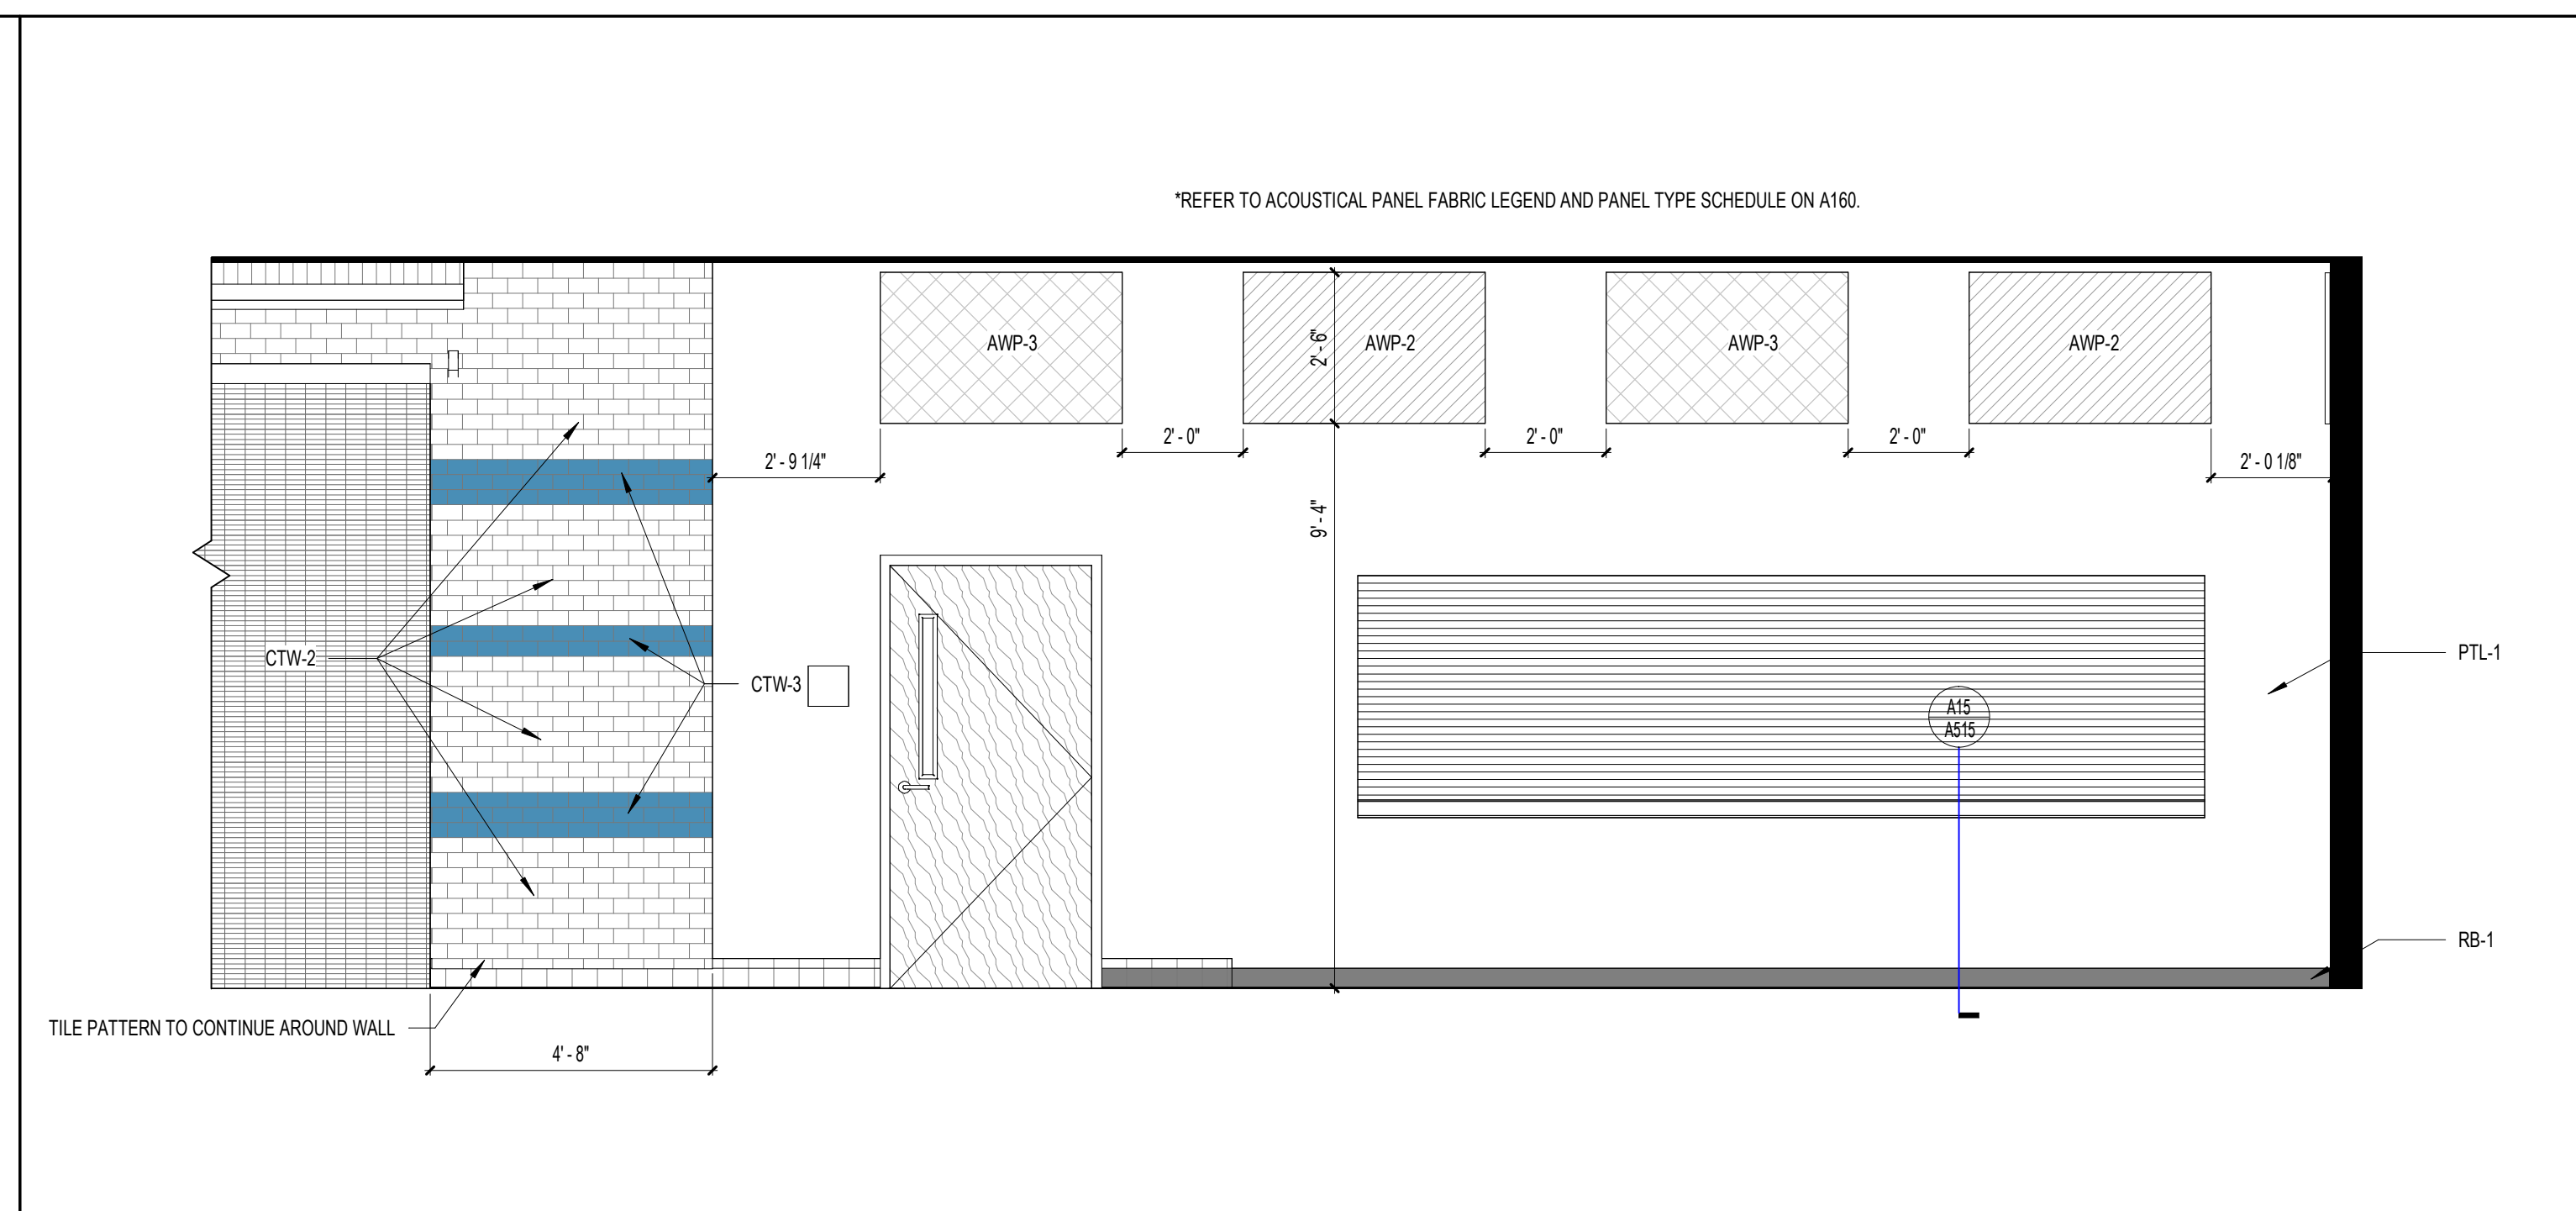 *REFER TO ACOUSTICAL PANEL FABRIC LEGEND AND PANEL TYPE SCHEDULE ON A160.
AWP-3
2' - 6"
AWP-2
AWP-3
AWP-2
2' - 0"
2' - 0"
2' - 0"
2' - 9 1/4"
2' - 0 1/8"
9' - 4"
CTW-2
CTW-3
PTL-1
A15
A515
RB-1
TILE PATTERN TO CONTINUE AROUND WALL
4' - 8"